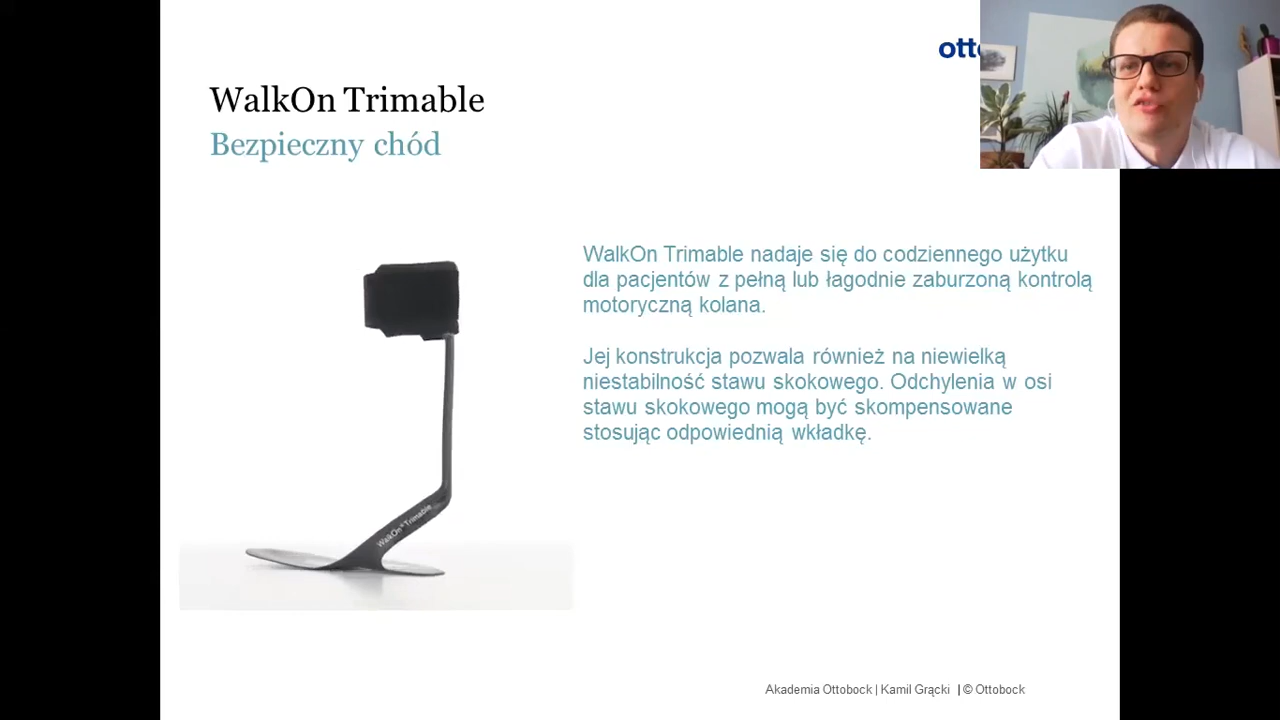 WalkOn Trimable
Bezpieczny chód
WalkOn Trimable nadaje się do codziennego użytku
dla pacjentów z pełną lub łagodnie zaburzoną kontrolą
motoryczną kolana.
Jej konstrukcja pozwala również na niewielką
niestabilność stawu skokowego. Odchylenia w osi
stawu skokowego mogą być skompensowane
stosując odpowiednią wkładkę.
WalkOn® Trimable
Akademia Ottobock | Kamil Grącki | © Ottobock